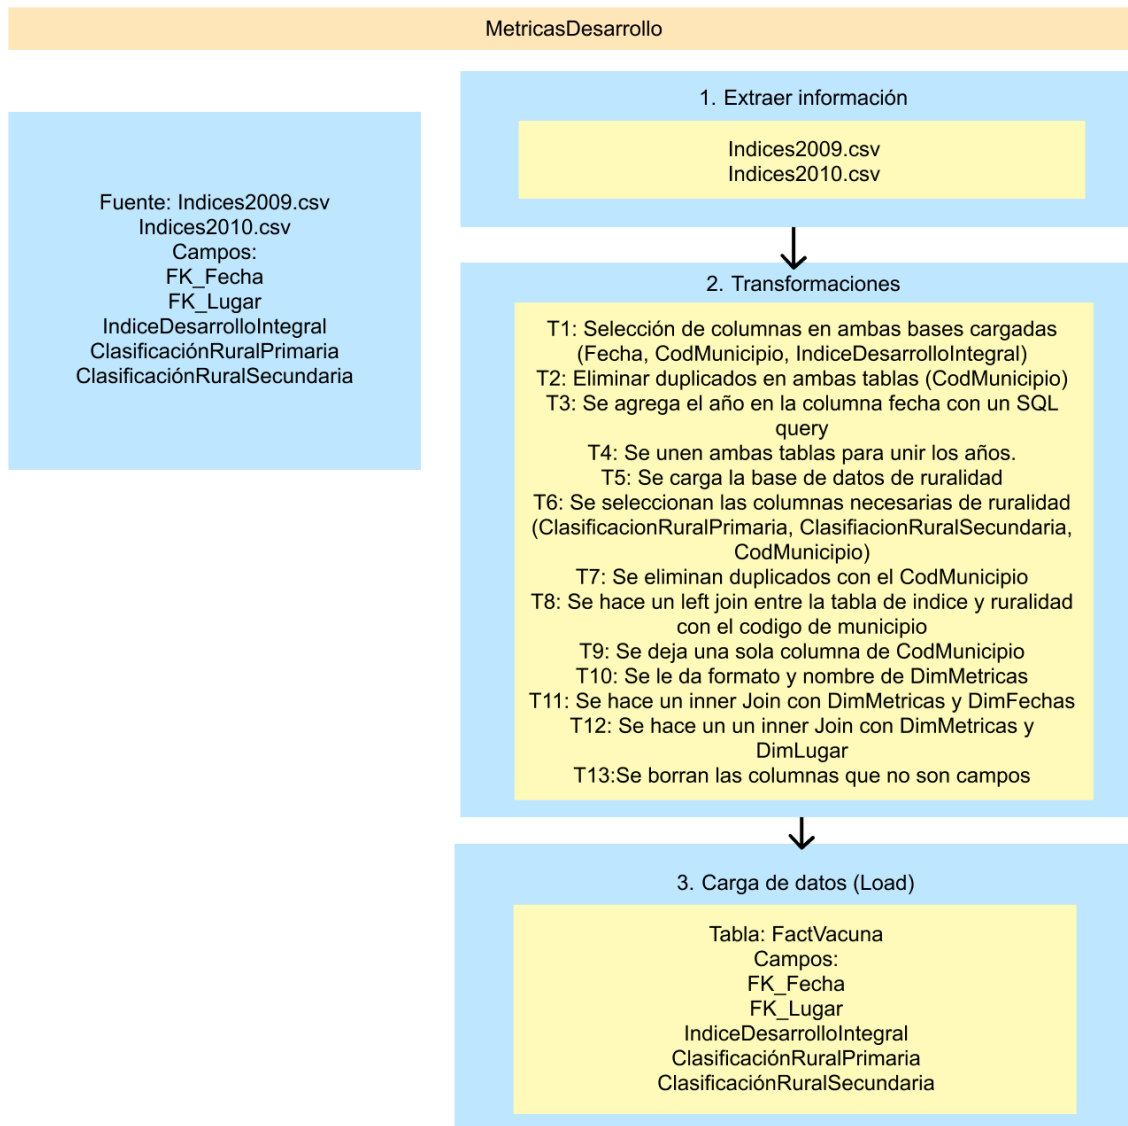 MetricasDesarrollo
Fuente: Indices2009.csv
Indices2010.csv
Campos:
FK_Fecha
FK_Lugar
IndiceDesarrolloIntegral
ClasificaciónRuralPrimaria
ClasificaciónRuralSecundaria
1. Extraer información
Indices2009.csv
Indices2010.csv
2. Transformaciones
T1: Selección de columnas en ambas bases cargadas
(Fecha, CodMunicipio, IndiceDesarrolloIntegral)
T2: Eliminar duplicados en ambas tablas (CodMunicipio)
T3: Se agrega el año en la columna fecha con un SQL
query
T4: Se unen ambas tablas para unir los años.
T5: Se carga la base de datos de ruralidad
T6: Se seleccionan las columnas necesarias de ruralidad
(ClasificacionRuralPrimaria, ClasifiacionRuralSecundaria,
CodMunicipio)
T7: Se eliminan duplicados con el CodMunicipio
T8: Se hace un left join entre la tabla de indice y ruralidad
con el codigo de municipio
T9: Se deja una sola columna de CodMunicipio
T10: Se le da formato y nombre de DimMetricas
T11: Se hace un inner Join con DimMetricas y DimFechas
T12: Se hace un un inner Join con DimMetricas y
DimLugar
T13:Se borran las columnas que no son campos
3. Carga de datos (Load)
Tabla: FactVacuna
Campos:
FK_Fecha
FK_Lugar
IndiceDesarrolloIntegral
ClasificaciónRuralPrimaria
ClasificaciónRuralSecundaria